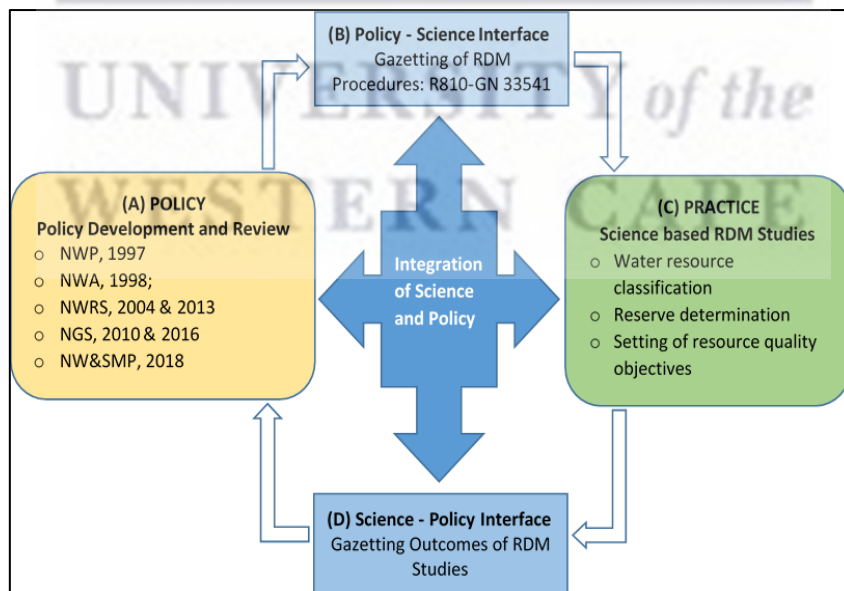 (B) Policy - Science Interface
Gazetting of RDM
Procedures: R810-GN 33541
UNIVERSITY of the
WESTERN CAPE
(A) POLICY
Policy Development and Review
o NWP, 1997
o NWA, 1998;
o NWRS, 2004 & 2013
o NGS, 2010 & 2016
o NW&SMP, 2018
Integration
of Science
and Policy
(C) PRACTICE
Science based RDM Studies
o Water resource
classification
o Reserve determination
o Setting of resource quality
objectives
(D) Science - Policy Interface
Gazetting Outcomes of RDM
Studies